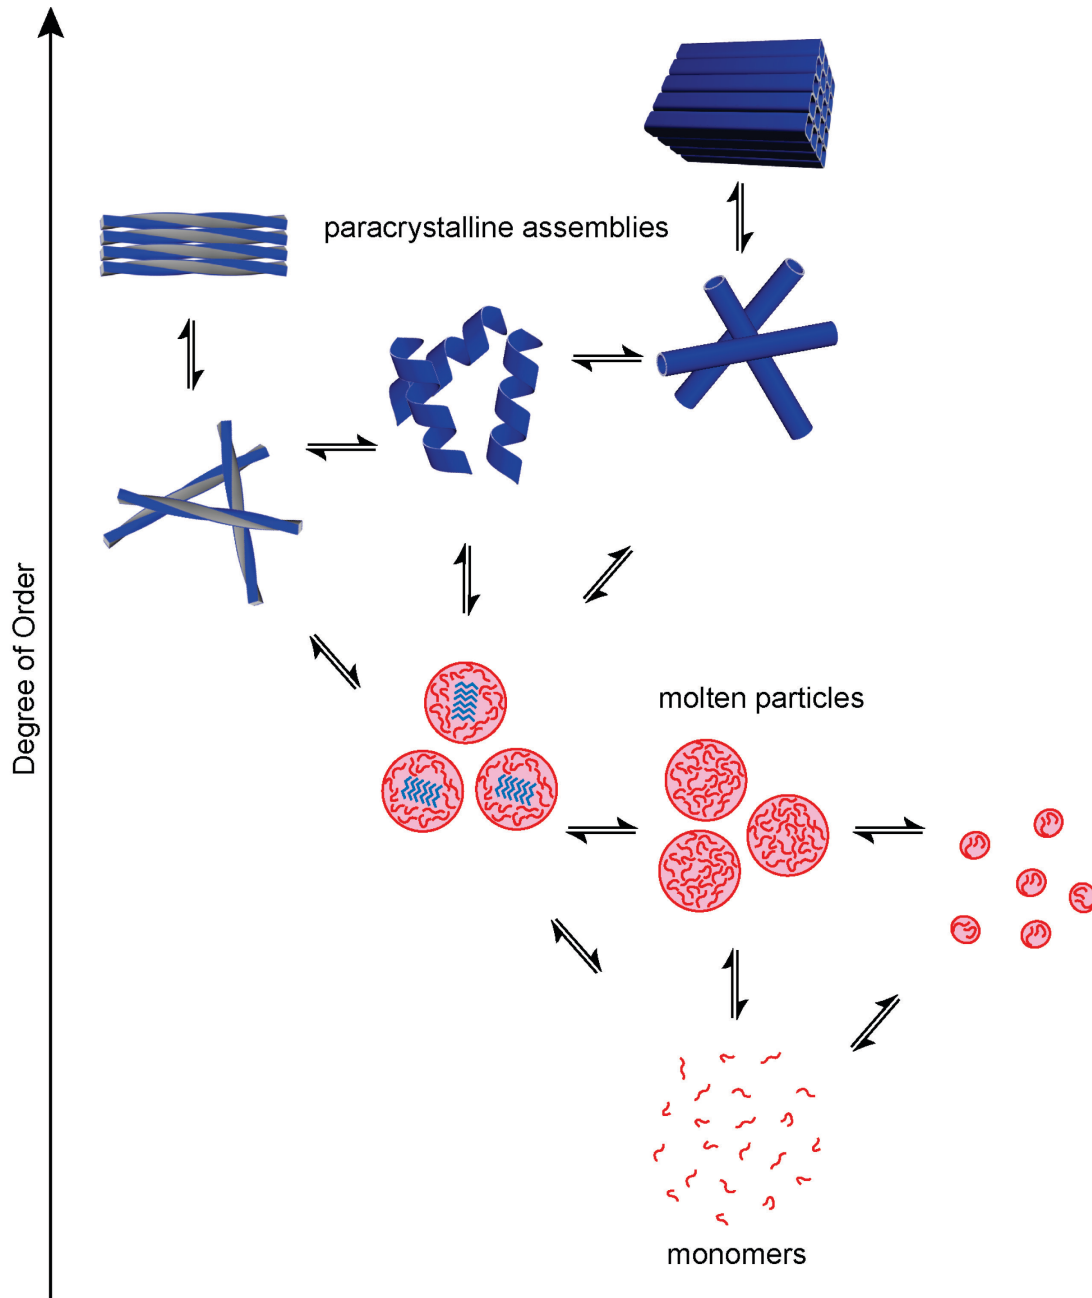 paracrystalline assemblies
Degree of Order
molten particles
monomers